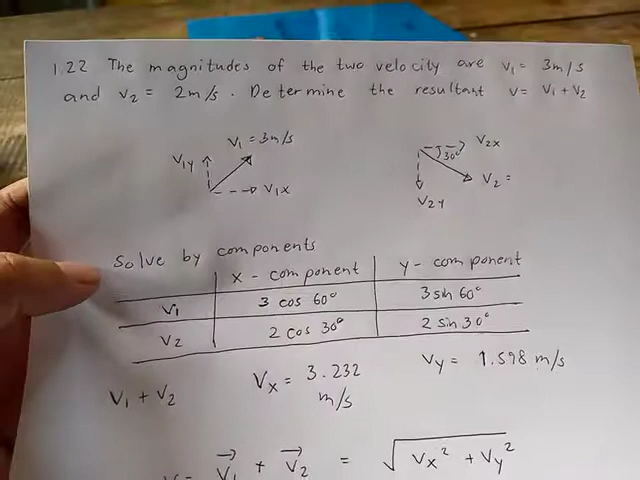 1.22 The magnitudes of the two velocity are v₁ = 3m/s
and v₂ = 2m/s. Determine the resultant v = v₁+v₂
V₁ = 3m/s
V₁y
V₁x
30°
V₂x
V₂ =
V₂y
Solve by components
x - component y - component
V₁ 3 cos 60° 3 sin 60°
V₂ 2 cos 30° 2 sin 30°
V₁ + V₂ Vx = 3.232 m/s Vy = 1.598 m/s
V⃗₁ + V⃗₂ = √(Vx² + Vy²)